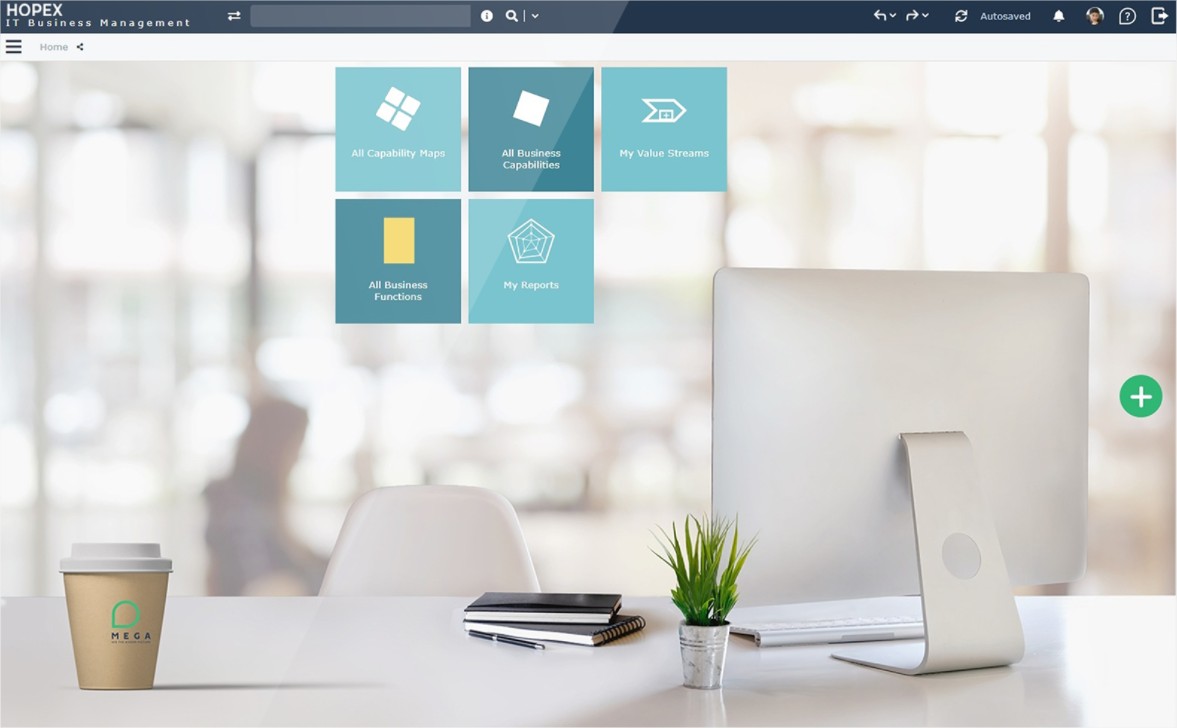 HOPEX
IT Business Management
Autosaved
Home
All Capability Maps
All Business
Capabilities
My Value Streams
All Business
Functions
My Reports
MEGA